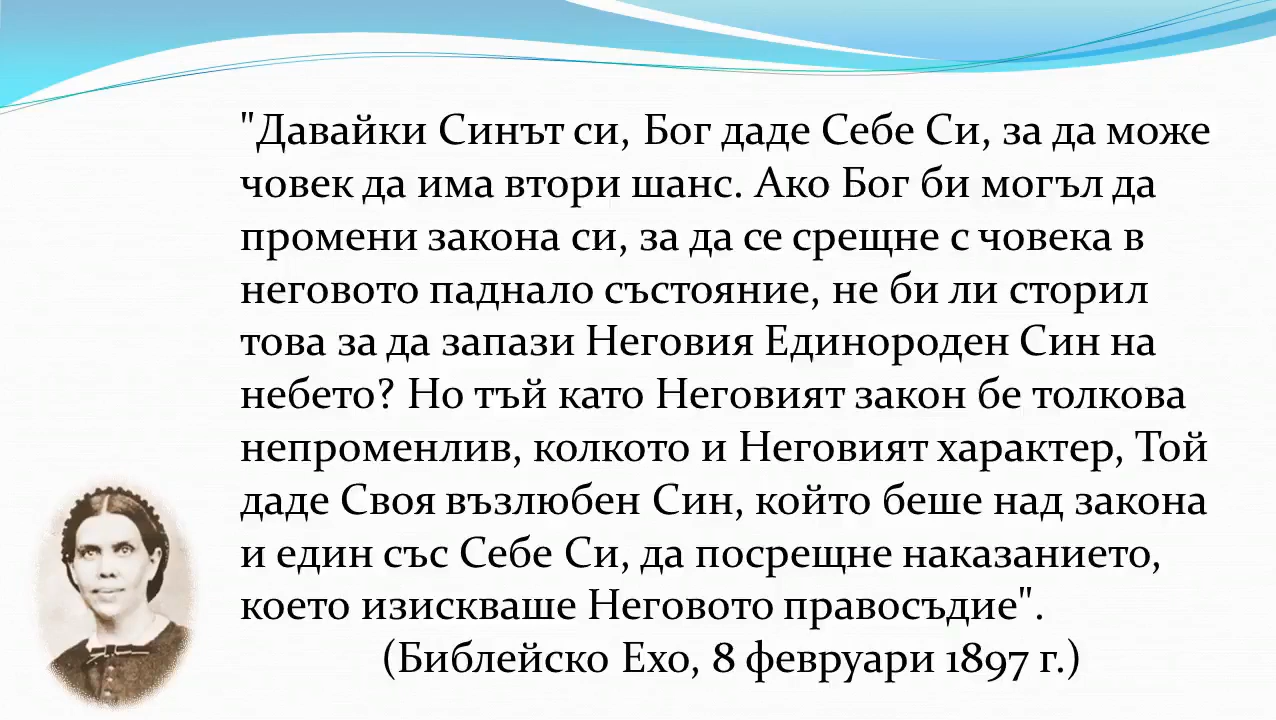 "Давайки Синът си, Бог даде Себе Си, за да може
човек да има втори шанс. Ако Бог би могъл да
промени закона си, за да се срещне с човека в
неговото паднало състояние, не би ли сторил
това за да запази Неговия Единороден Син на
небето? Но тъй като Неговият закон бе толкова
непроменлив, колкото и Неговият характер, Той
даде Своя възлюбен Син, който беше над закона
и един със Себе Си, да посрещне наказанието,
което изискваше Неговото правосъдие".
(Библейско Ехо, 8 февруари 1897 г.)